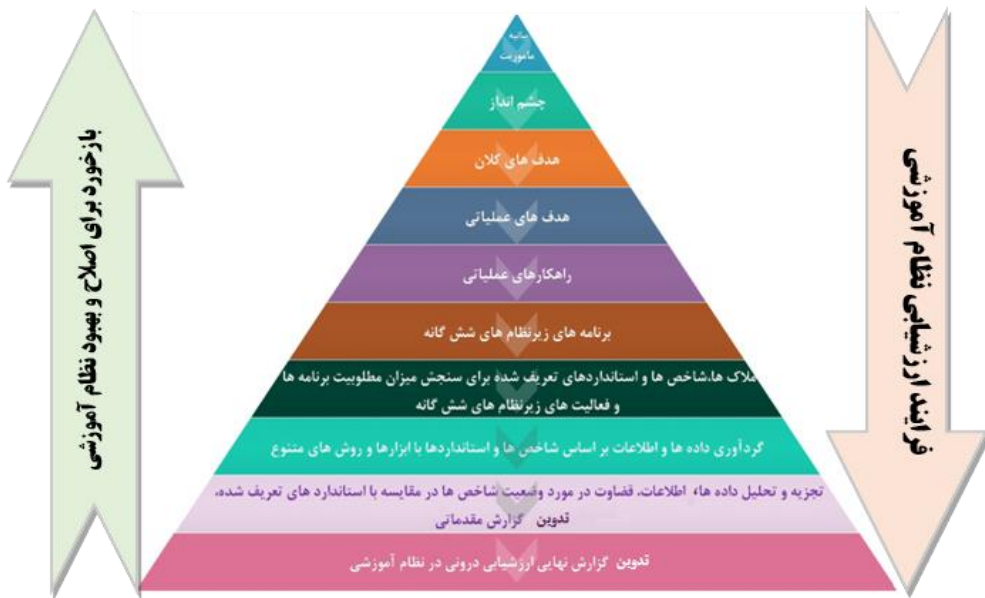 بیانیه
ماموریت
چشم انداز
هدف های کلان
هدف های عملیاتی
راهکارهای عملیاتی
برنامه های زیرنظام های شش گانه
ملاک ها،شاخص ها و استانداردهای تعریف شده برای سنجش میزان مطلوبیت برنامه ها
و فعالیت های زیرنظام های شش گانه
گردآوری داده ها و اطلاعات بر اساس شاخص ها و استانداردها با ابزارها و روش های متنوع
تجزیه و تحلیل داده ها، اطلاعات، قضاوت در مورد وضعیت شاخص ها در مقایسه با استاندارد های تعریف شده،
تدوین گزارش مقدماتی
تدوین گزارش نهایی ارزشیابی درونی در نظام آموزشی
فرایند ارزشیابی نظام آموزشی
بازخورد برای اصلاح و بهبود نظام آموزشی